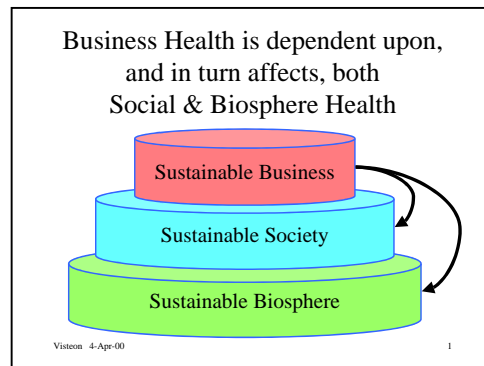 Business Health is dependent upon,
and in turn affects, both
Social & Biosphere Health
Sustainable Business
Sustainable Society
Sustainable Biosphere
Visteon 4-Apr-00 1